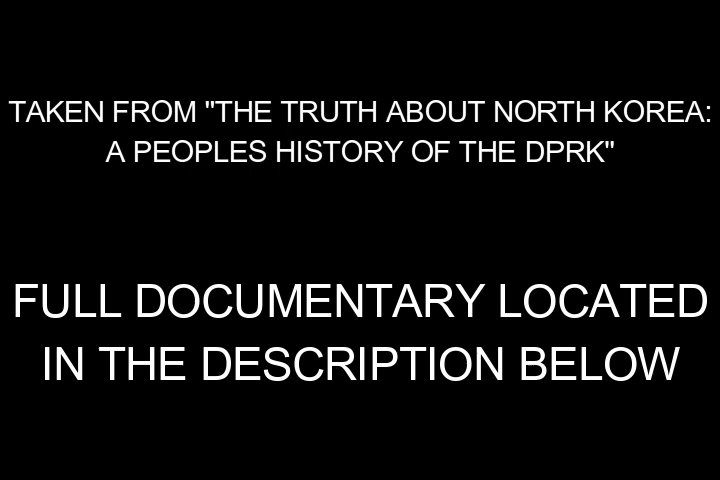 TAKEN FROM "THE TRUTH ABOUT NORTH KOREA:
A PEOPLES HISTORY OF THE DPRK"
FULL DOCUMENTARY LOCATED
IN THE DESCRIPTION BELOW